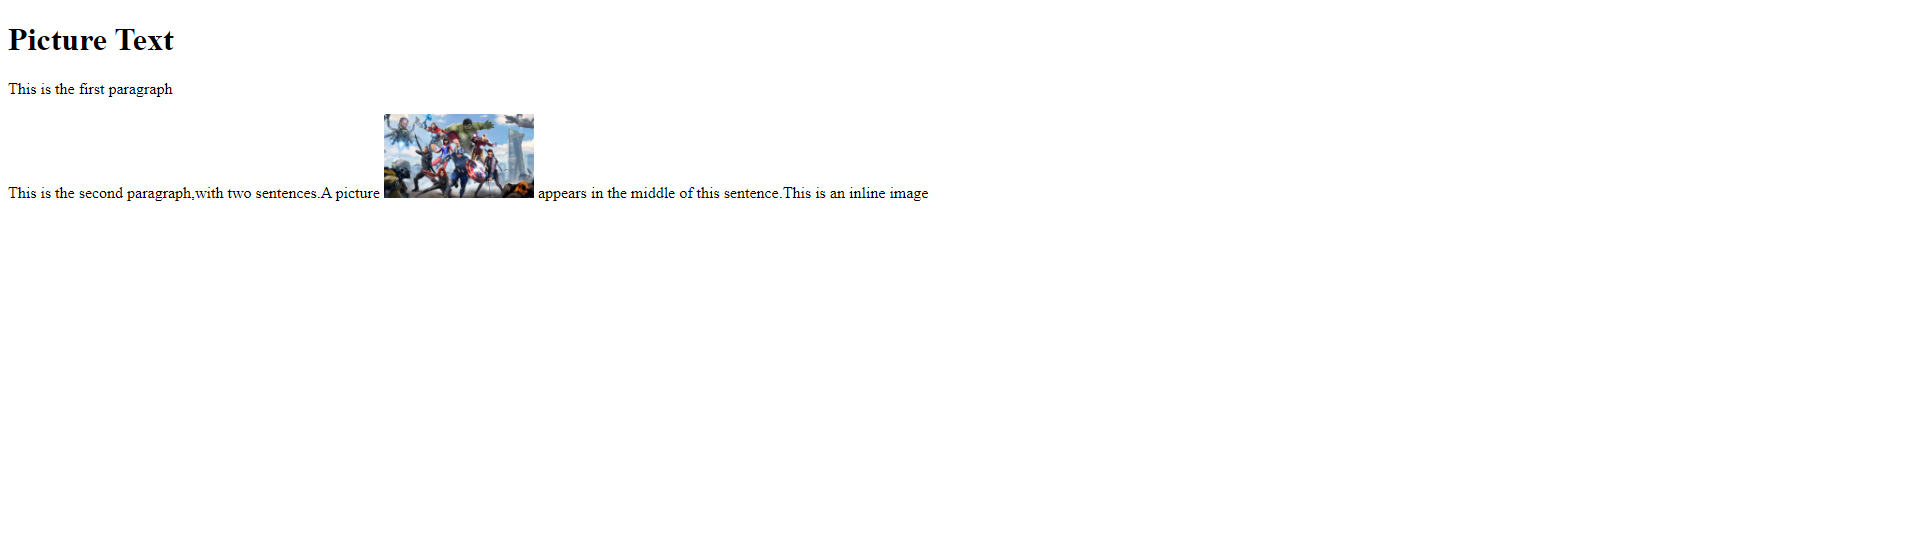 Picture Text
This is the first paragraph
This is the second paragraph,with two sentences.A picture appears in the middle of this sentence.This is an inline image